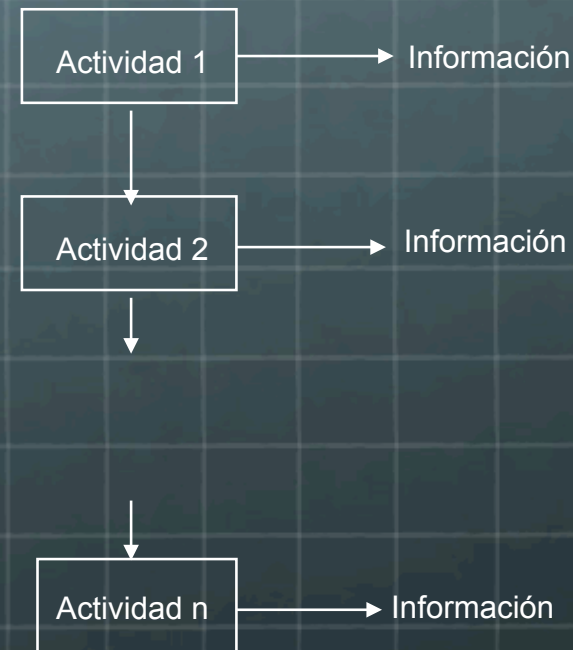 Actividad 1
Información
Actividad 2
Información
Actividad n
Información